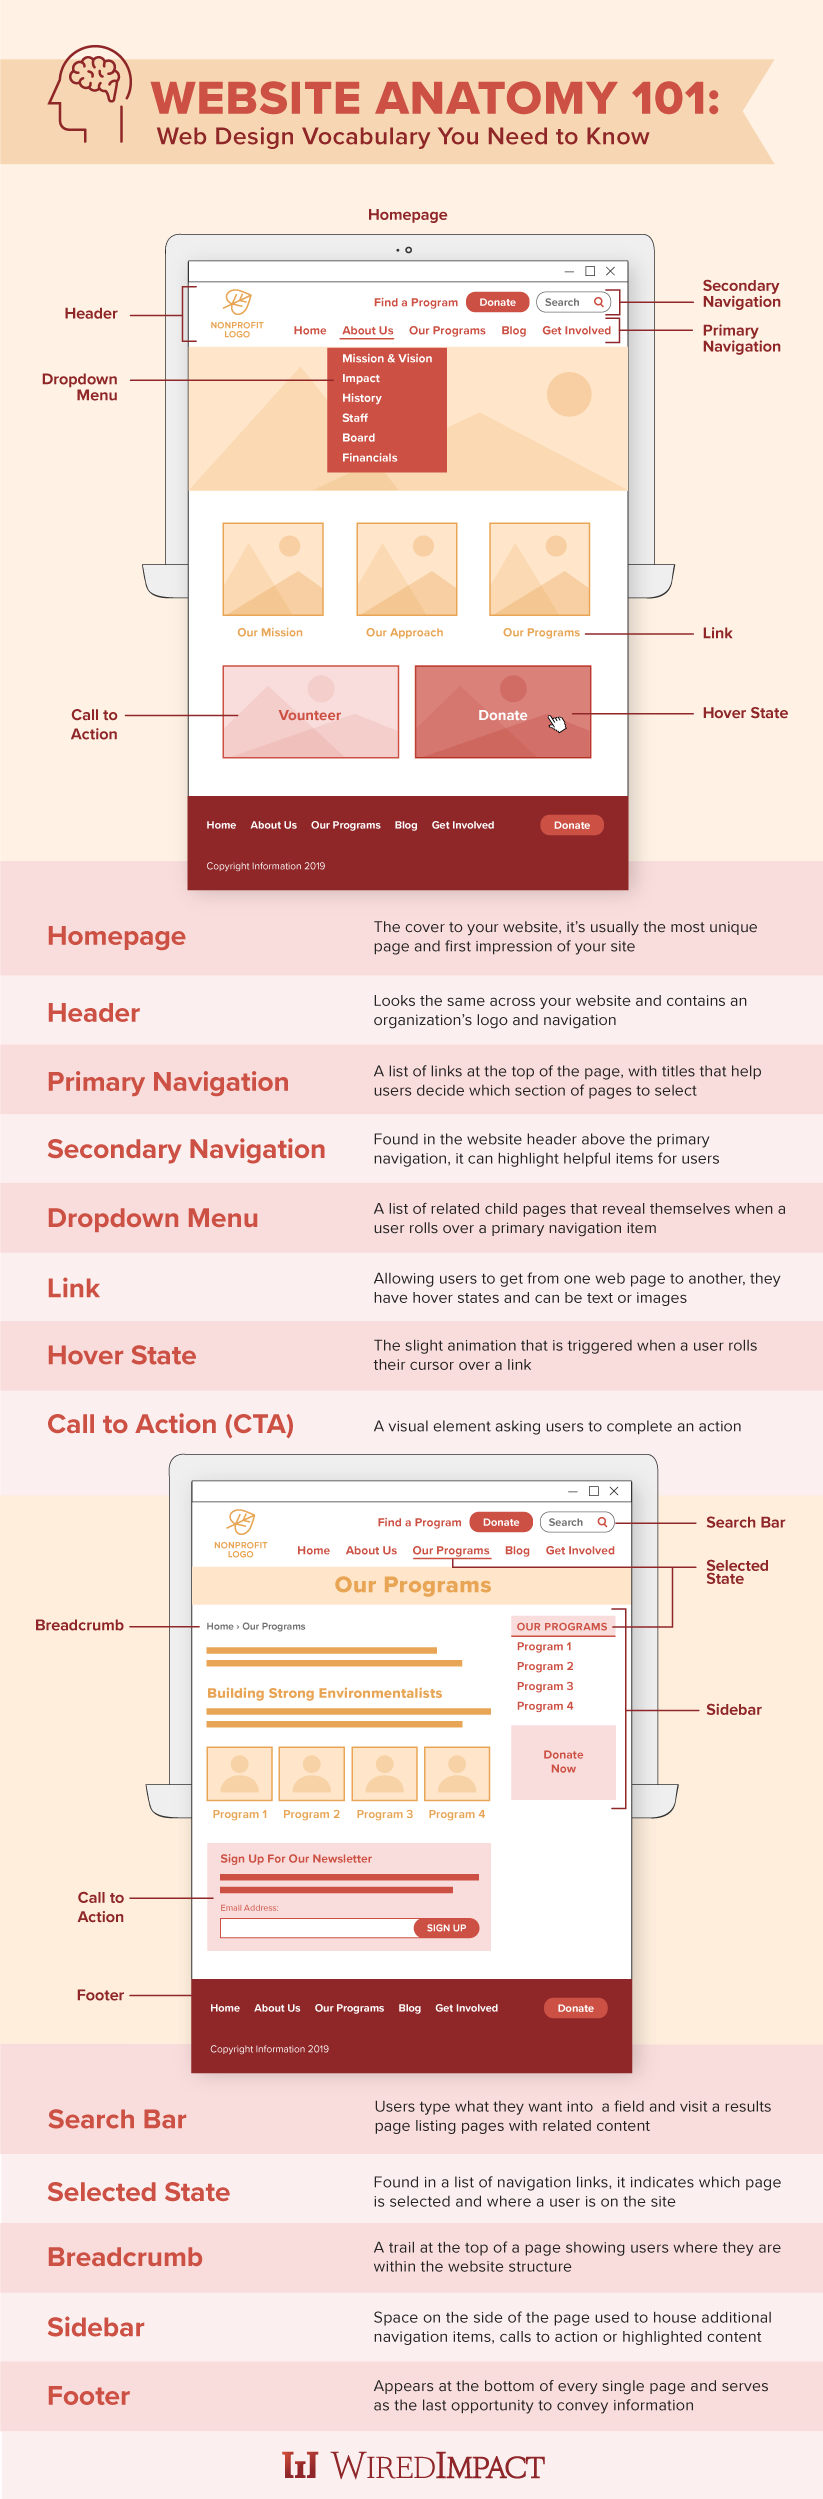 WEBSITE ANATOMY 101:
Web Design Vocabulary You Need to Know
Homepage
Header
Dropdown
Menu
Call to
Action
NONPROFIT
LOGO
Find a Program Donate Search
Home About Us Our Programs Blog Get Involved
Mission & Vision
Impact
History
Staff
Board
Financials
Secondary
Navigation
Primary
Navigation
Our Mission Our Approach Our Programs
Link
Vounteer Donate
Hover State
Home About Us Our Programs Blog Get Involved Donate
Copyright Information 2019
Homepage
The cover to your website, it’s usually the most unique
page and first impression of your site
Header
Looks the same across your website and contains an
organization’s logo and navigation
Primary Navigation
A list of links at the top of the page, with titles that help
users decide which section of pages to select
Secondary Navigation
Found in the website header above the primary
navigation, it can highlight helpful items for users
Dropdown Menu
A list of related child pages that reveal themselves when a
user rolls over a primary navigation item
Link
Allowing users to get from one web page to another, they
have hover states and can be text or images
Hover State
The slight animation that is triggered when a user rolls
their cursor over a link
Call to Action (CTA)
A visual element asking users to complete an action
NONPROFIT
LOGO
Find a Program Donate Search
Home About Us Our Programs Blog Get Involved
Search Bar
Selected
State
Our Programs
Breadcrumb
Home › Our Programs
OUR PROGRAMS
Program 1
Program 2
Program 3
Program 4
Sidebar
Donate
Now
Building Strong Environmentalists
Program 1 Program 2 Program 3 Program 4
Call to
Action
Sign Up For Our Newsletter
Email Address:
SIGN UP
Footer
Home About Us Our Programs Blog Get Involved Donate
Copyright Information 2019
Search Bar
Users type what they want into a field and visit a results
page listing pages with related content
Selected State
Found in a list of navigation links, it indicates which page
is selected and where a user is on the site
Breadcrumb
A trail at the top of a page showing users where they are
within the website structure
Sidebar
Space on the side of the page used to house additional
navigation items, calls to action or highlighted content
Footer
Appears at the bottom of every single page and serves
as the last opportunity to convey information
WIREDIMPACT